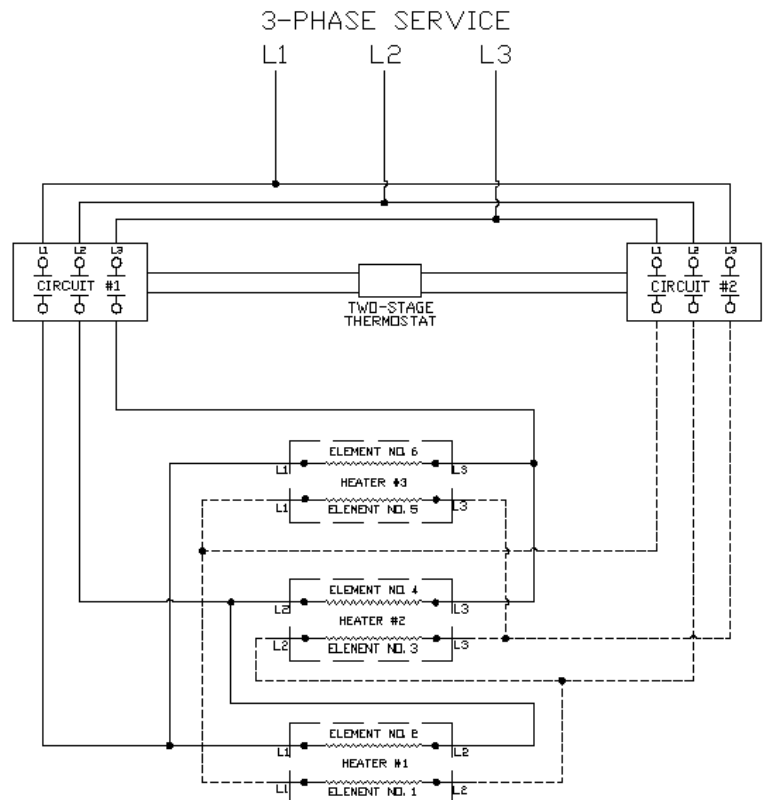 3-PHASE SERVICE
L1 L2 L3
L1 L2 L3
CIRCUIT #1
L1 L2 L3
CIRCUIT #2
TWO-STAGE
THERMOSTAT
ELEMENT NO. 6
L1 L3
HEATER #3
L1 L3
ELEMENT NO. 5
ELEMENT NO. 4
L2 L3
HEATER #2
L2 L3
ELEMENT NO. 3
ELEMENT NO. 2
L1 L2
HEATER #1
L1 L2
ELEMENT NO. 1